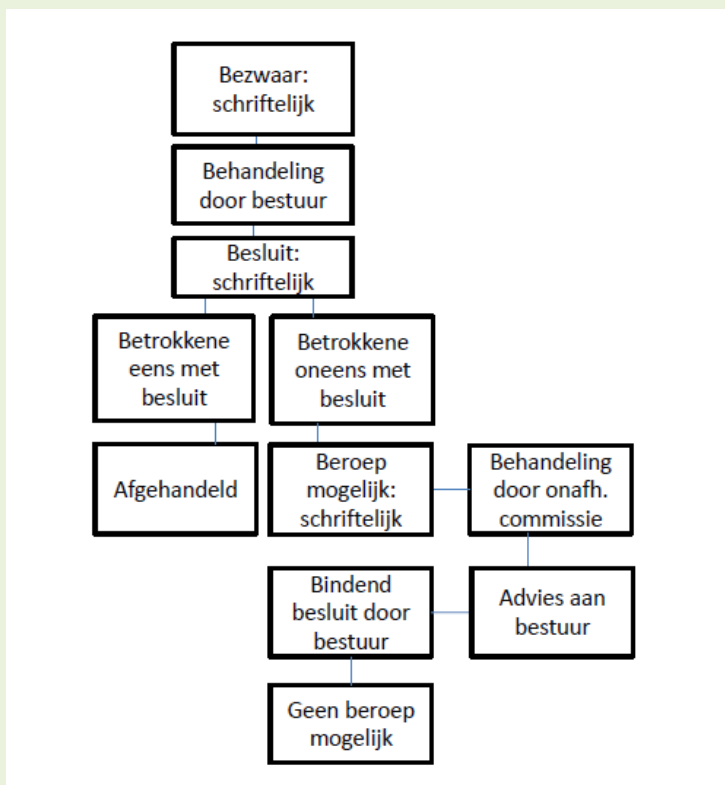 Bezwaar:
schriftelijk
Behandeling
door bestuur
Besluit:
schriftelijk
Betrokkene
eens met
besluit
Betrokkene
oneens met
besluit
Afgehandeld
Beroep
mogelijk:
schriftelijk
Behandeling
door onafh.
commissie
Advies aan
bestuur
Bindend
besluit door
bestuur
Geen beroep
mogelijk